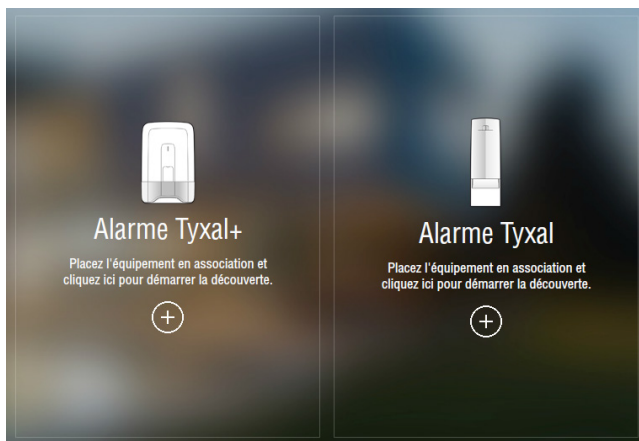 Alarme Tyxal+
Placez l'équipement en association et
cliquez ici pour démarrer la découverte.
Alarme Tyxal
Placez l'équipement en association et
cliquez ici pour démarrer la découverte.